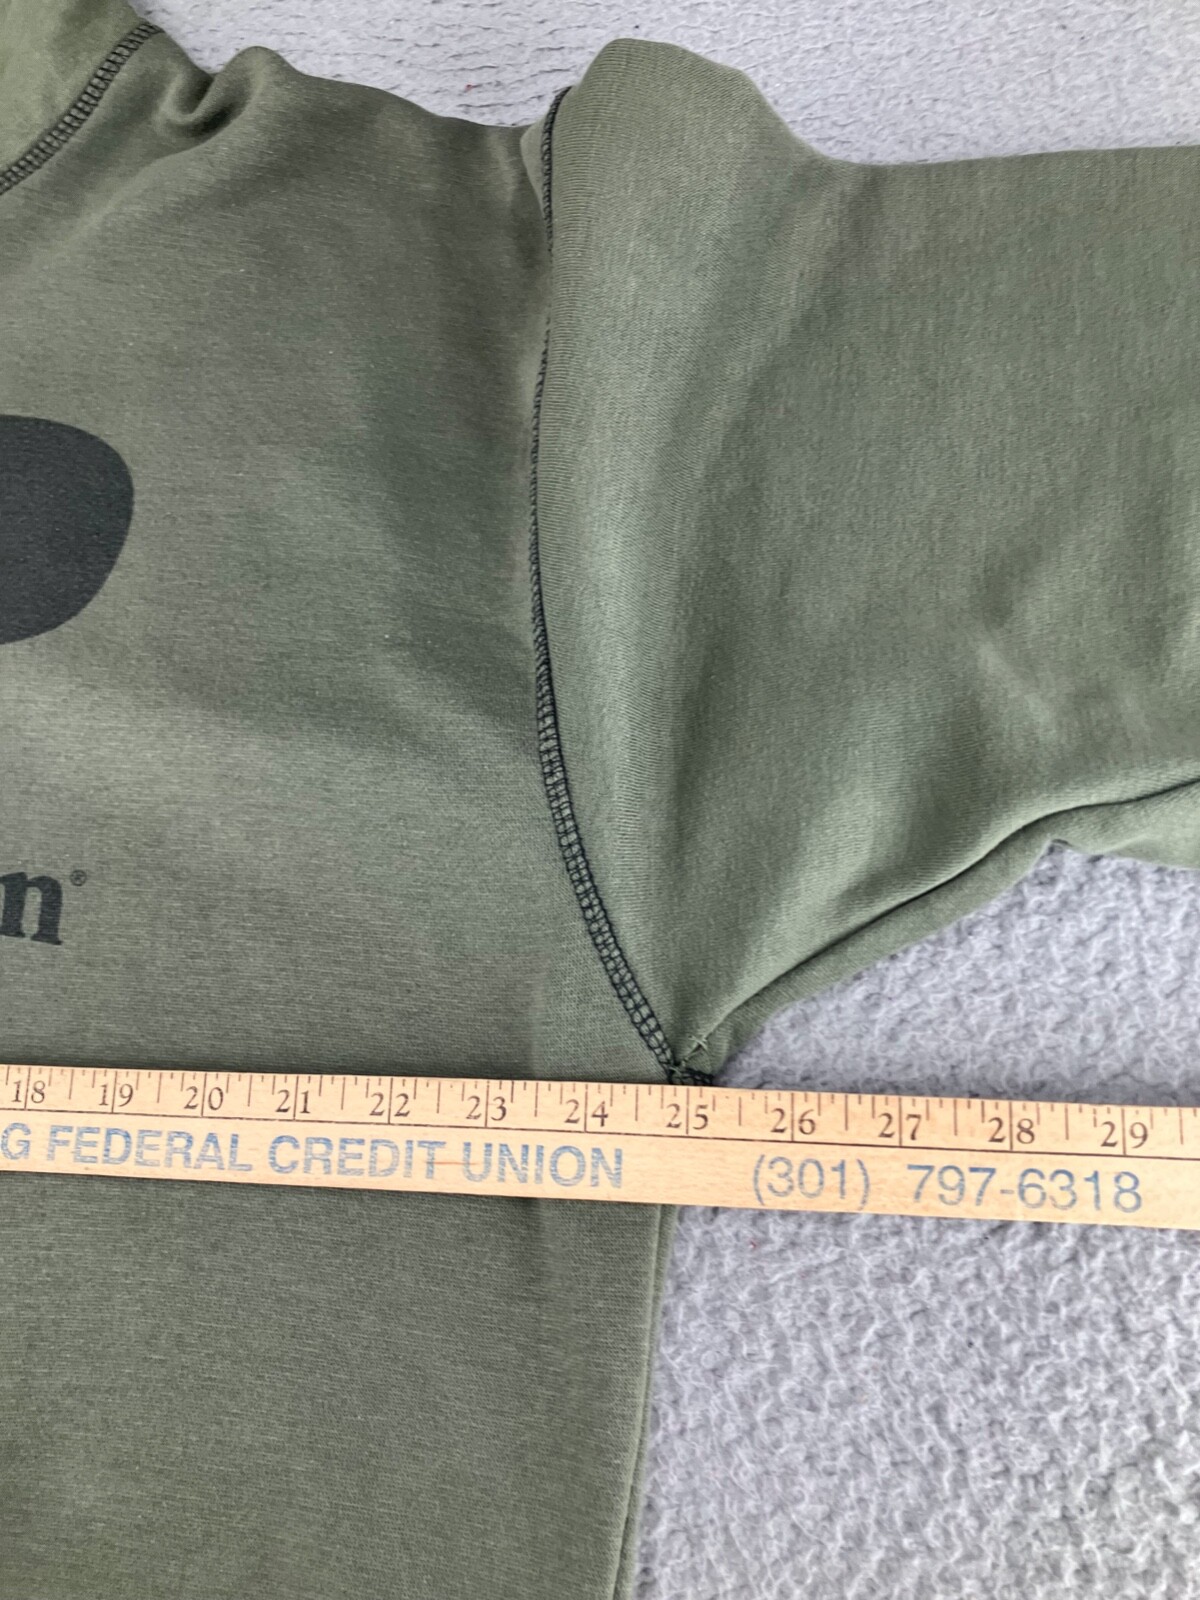 n®
18 19 20 21 22 23 24 25 26 27 28 29
G FEDERAL CREDIT UNION (301) 797-6318